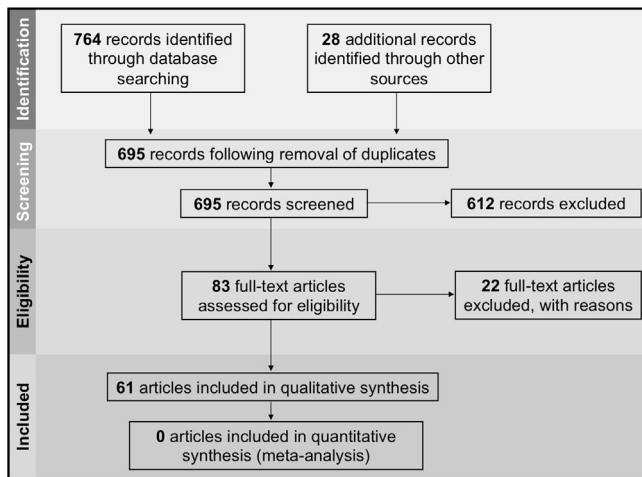 Identification
764 records identified
through database
searching
28 additional records
identified through other
sources
Screening
695 records following removal of duplicates
695 records screened
612 records excluded
Eligibility
83 full-text articles
assessed for eligibility
22 full-text articles
excluded, with reasons
Included
61 articles included in qualitative synthesis
0 articles included in quantitative
synthesis (meta-analysis)